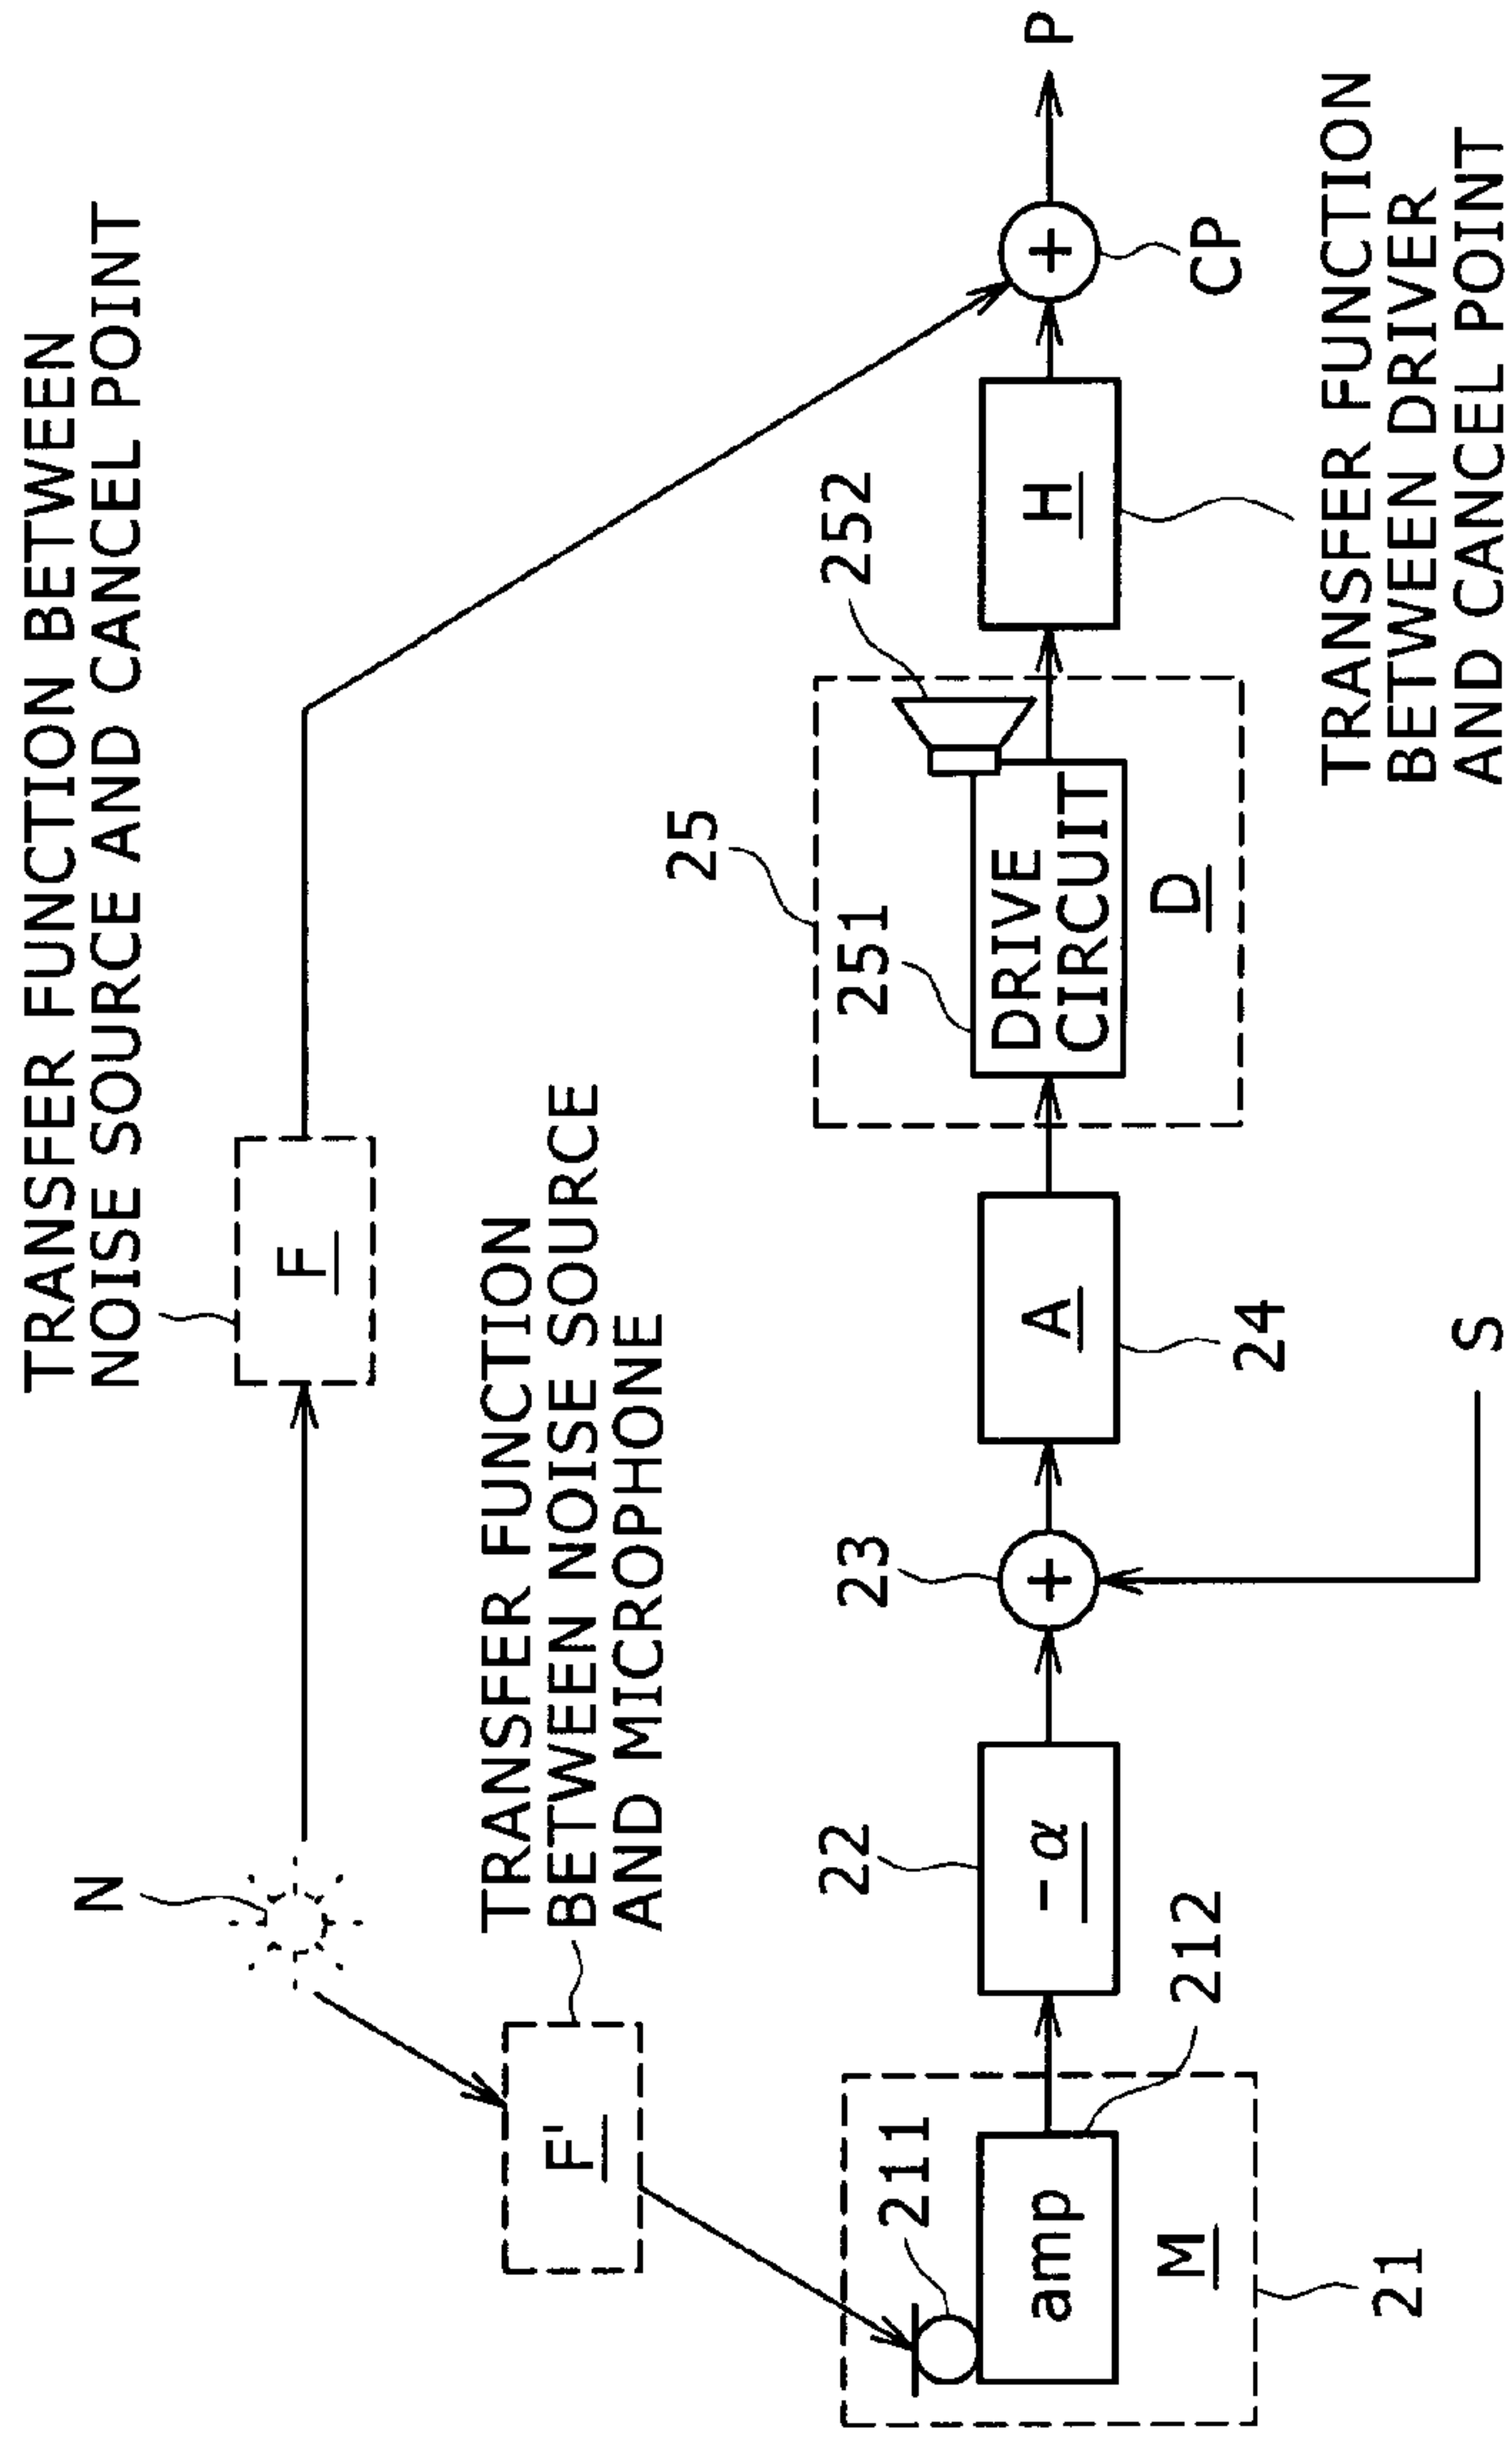 TRANSFER FUNCTION BETWEEN
NOISE SOURCE AND CANCEL POINT
N
F
TRANSFER FUNCTION
BETWEEN NOISE SOURCE
AND MICROPHONE
F'
25
252
251
DRIVE
CIRCUIT
D
211
amp
M
212
21
22
-α
23
A
24
S
H
CP
P
TRANSFER FUNCTION
BETWEEN DRIVER
AND CANCEL POINT